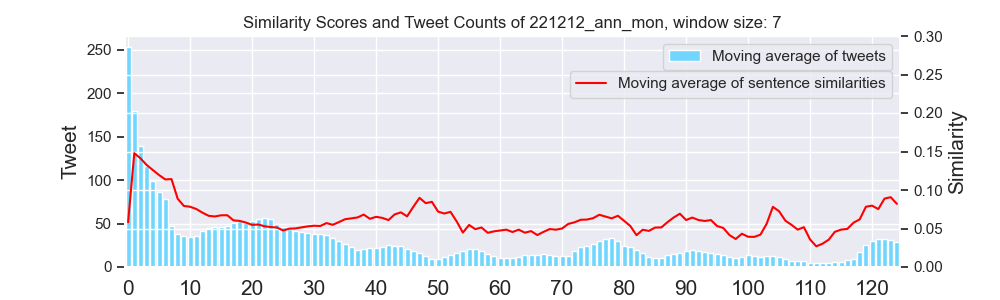 Similarity Scores and Tweet Counts of 221212_ann_mon, window size: 7
Moving average of tweets
Moving average of sentence similarities
Tweet
250
200
150
100
50
0
0.30
0.25
0.20
0.15
0.10
0.05
0.00
Similarity
0 10 20 30 40 50 60 70 80 90 100 110 120